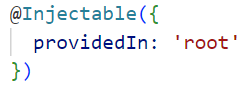 @Injectable({
  providedIn: 'root'
})